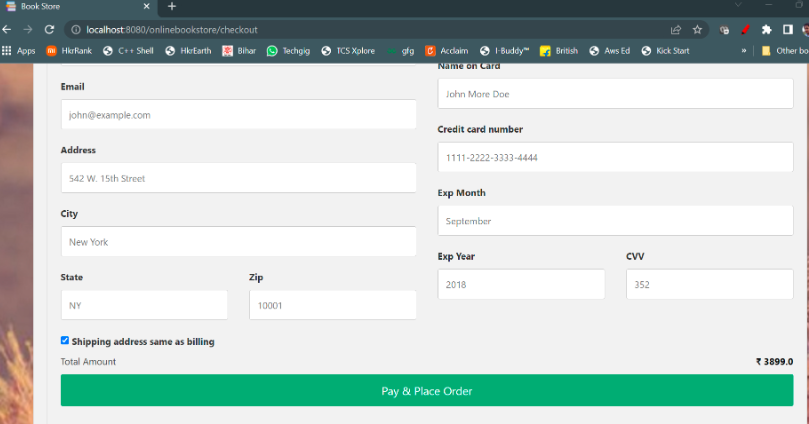 Book Store
localhost:8080/onlinebookstore/checkout
Apps HkrRank C++ Shell HkrEarth Bihar Techgig TCS Xplore gfg Acclaim I-Buddy™ British Aws Ed Kick Start » Other bo
Name on Card
Email
John More Doe
john@example.com
Credit card number
Address
1111-2222-3333-4444
542 W. 15th Street
Exp Month
City
September
New York
Exp Year CVV
State Zip
2018 352
NY 10001
Shipping address same as billing
Total Amount ₹ 3899.0
Pay & Place Order